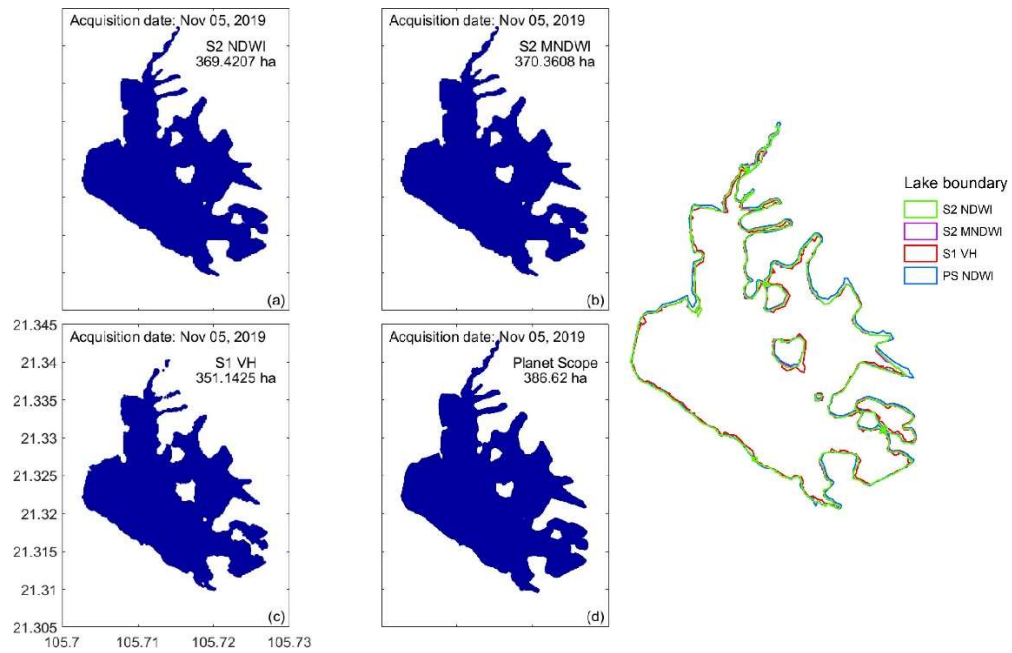 Acquisition date: Nov 05, 2019
S2 NDWI
369.4207 ha
(a)
Acquisition date: Nov 05, 2019
S2 MNDWI
370.3608 ha
(b)
Lake boundary
S2 NDWI
S2 MNDWI
S1 VH
PS NDWI
Acquisition date: Nov 05, 2019
S1 VH
351.1425 ha
(c)
Acquisition date: Nov 05, 2019
Planet Scope
386.62 ha
(d)
21.345
21.34
21.335
21.33
21.325
21.32
21.315
21.31
21.305
105.7
105.71
105.72
105.73